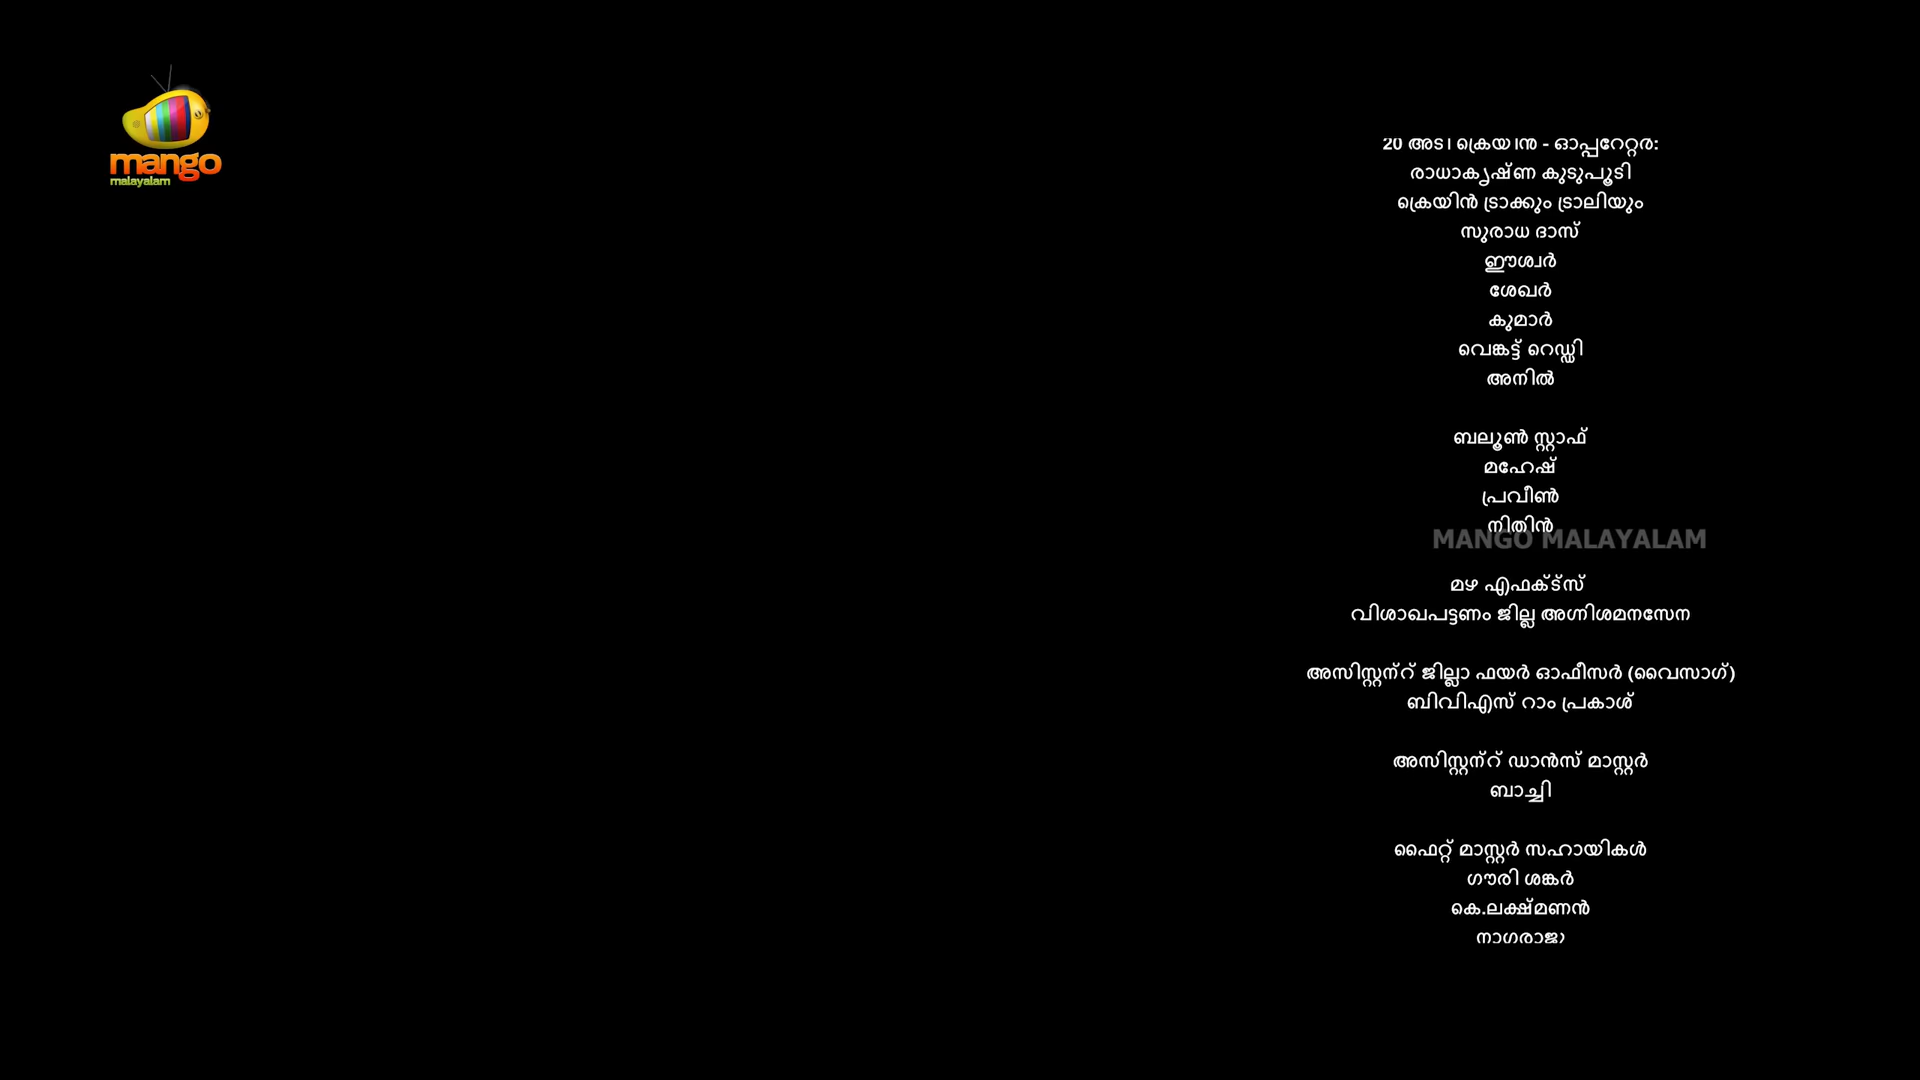 mango
malayalam
20 അടി ക്രെയിൻ - ഓപ്പറേറ്റർ:
രാധാകൃഷ്ണ കുടുപൂടി
ക്രെയിൻ ട്രാക്കും ട്രാലിയും
സുരാധ ദാസ്
ഈശ്വർ
ശേഖർ
കുമാർ
വെങ്കട്ട് റെഡ്ഡി
അനിൽ
ബലൂൺ സ്റ്റാഫ്
മഹേഷ്
പ്രവീൺ
നിതിൻ
MANGO MALAYALAM
മഴ എഫക്ട്സ്
വിശാഖപട്ടണം ജില്ല അഗ്നിശമനസേന
അസിസ്റ്റന്റ് ജില്ലാ ഫയർ ഓഫീസർ (വൈസാഗ്)
ബിവിഎസ് റാം പ്രകാശ്
അസിസ്റ്റന്റ് ഡാൻസ് മാസ്റ്റർ
ബാച്ചി
ഫൈറ്റ് മാസ്റ്റർ സഹായികൾ
ഗൗരി ശങ്കർ
കെ.ലക്ഷ്മണൻ
നാഗരാജു